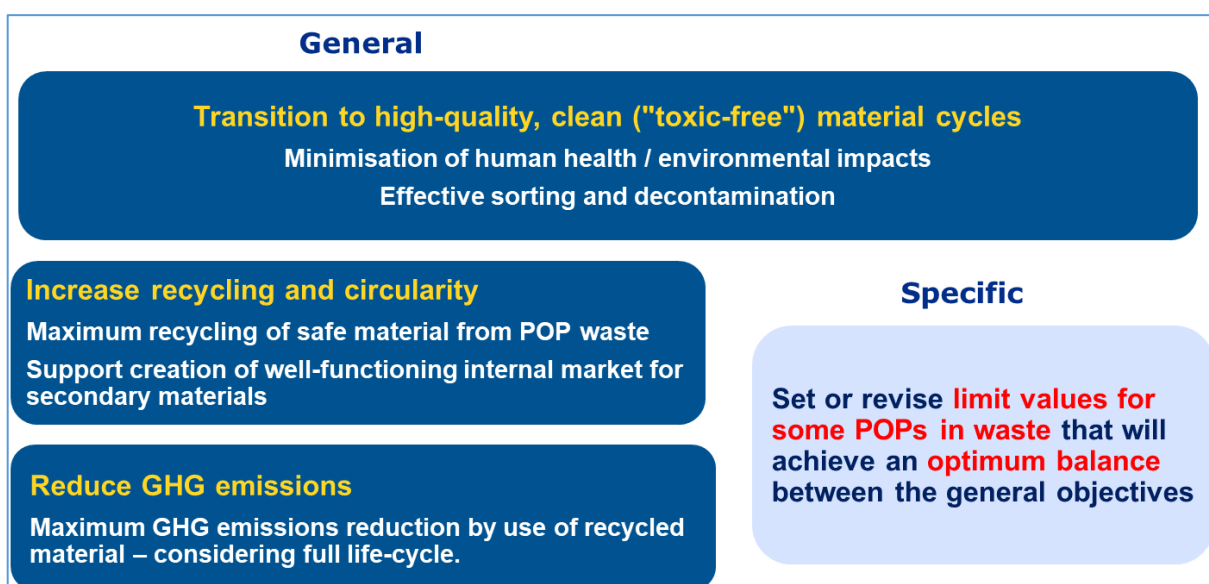 General
Transition to high-quality, clean ("toxic-free") material cycles
Minimisation of human health / environmental impacts
Effective sorting and decontamination
Increase recycling and circularity
Maximum recycling of safe material from POP waste
Support creation of well-functioning internal market for
secondary materials
Reduce GHG emissions
Maximum GHG emissions reduction by use of recycled
material – considering full life-cycle.
Specific
Set or revise limit values for
some POPs in waste that will
achieve an optimum balance
between the general objectives